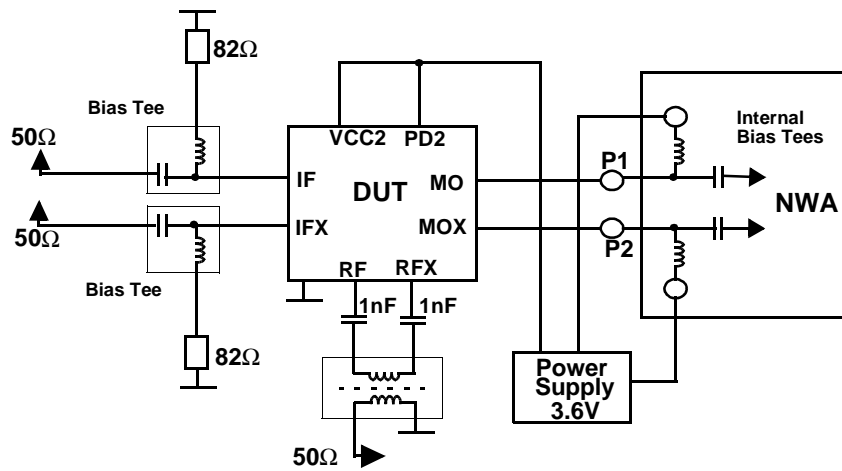 82Ω
Bias Tee
50Ω
50Ω
Bias Tee
82Ω
VCC2
PD2
IF
IFX
DUT
MO
MOX
RF
RFX
1nF
1nF
50Ω
P1
P2
Internal
Bias Tees
NWA
Power
Supply
3.6V